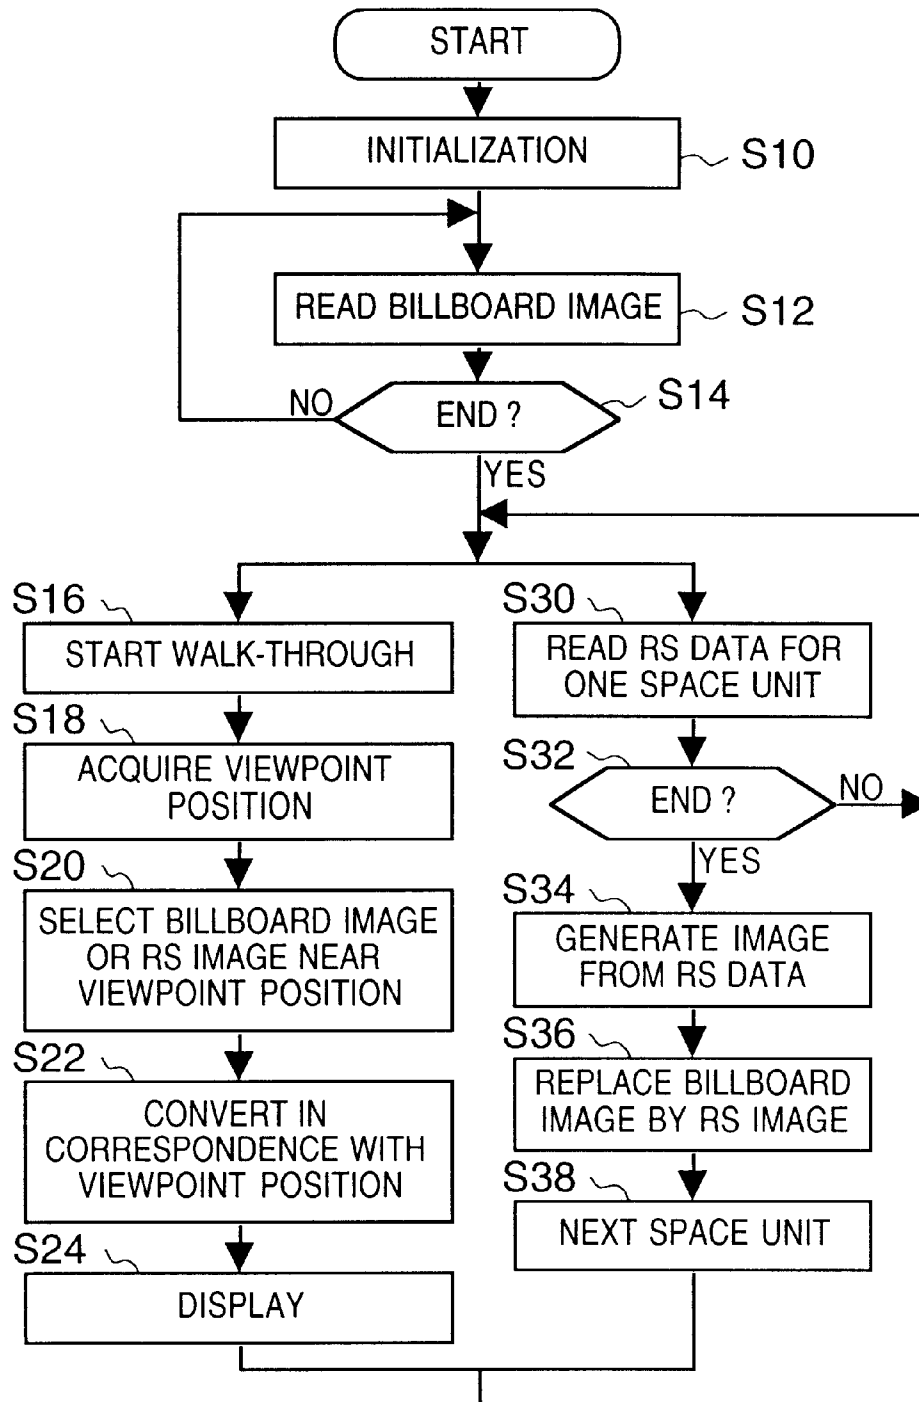 START
INITIALIZATION
S10
READ BILLBOARD IMAGE
S12
END ?
S14
NO
YES
S16
START WALK-THROUGH
S18
ACQUIRE VIEWPOINT
POSITION
S20
SELECT BILLBOARD IMAGE
OR RS IMAGE NEAR
VIEWPOINT POSITION
S22
CONVERT IN
CORRESPONDENCE WITH
VIEWPOINT POSITION
S24
DISPLAY
S30
READ RS DATA FOR
ONE SPACE UNIT
S32
END ?
NO
YES
S34
GENERATE IMAGE
FROM RS DATA
S36
REPLACE BILLBOARD
IMAGE BY RS IMAGE
S38
NEXT SPACE UNIT